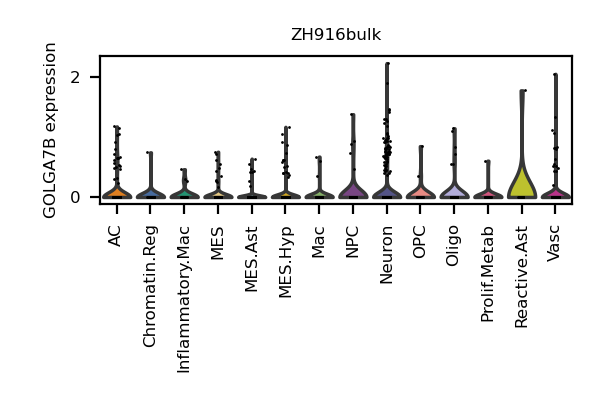 ZH916bulk
GOLGA7B expression
2
0
AC
Chromatin.Reg
Inflammatory.Mac
MES
MES.Ast
MES.Hyp
Mac
NPC
Neuron
OPC
Oligo
Prolif.Metab
Reactive.Ast
Vasc